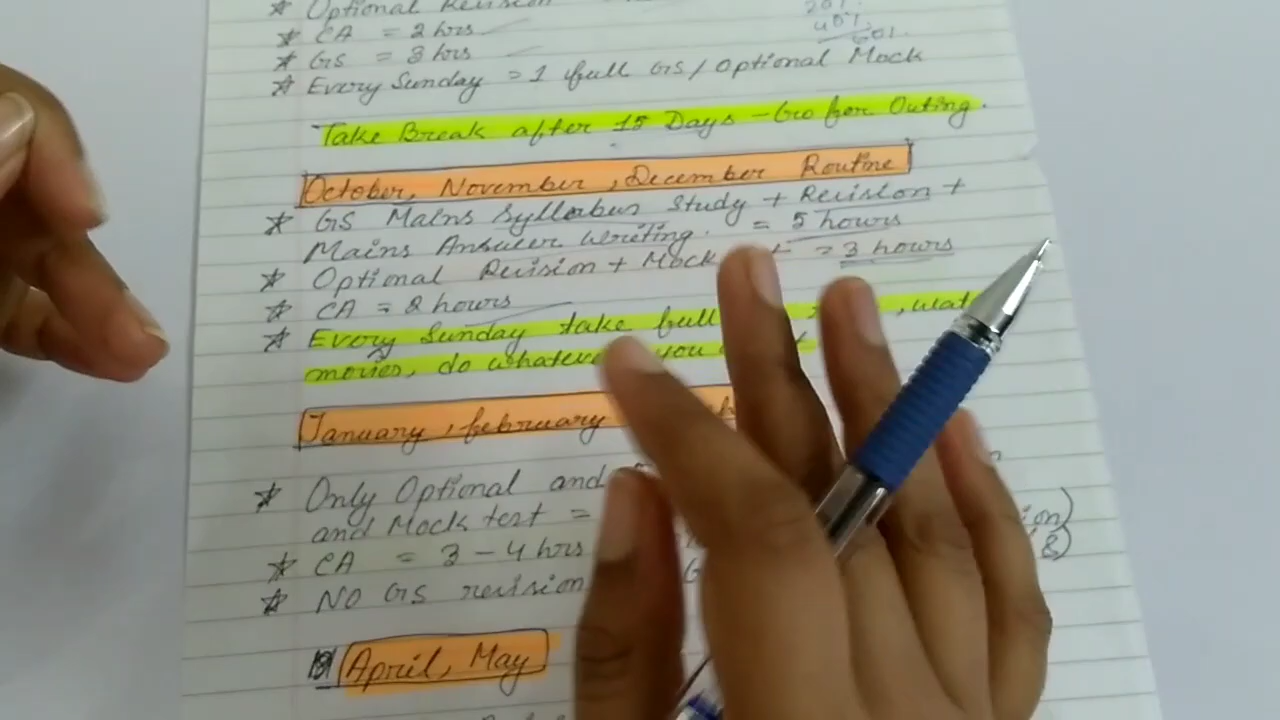 * Optional Revision
* CA = 2 hrs
* GS = 3 hrs
* Every Sunday = 1 full GS/Optional Mock
Take Break after 15 Days - Go for Outing.
October, November, December Routine
* GS Mains Syllabus Study + Revision +
Mains Answer Writing. = 5 hours
* Optional Revision + Mock = 3 hours
* CA = 2 hours
* Every Sunday take full
movies, do whatever you
January, february
* Only Optional and
and Mock test =
* CA = 3 - 4 hrs
* NO GS revision
April, May